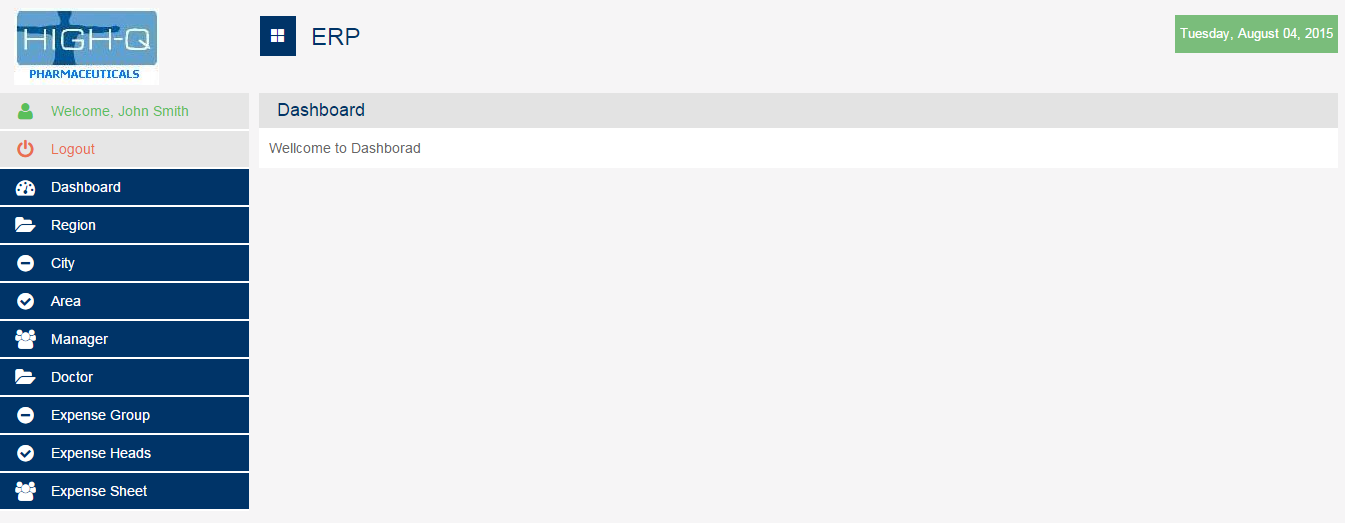 HIGH-Q
PHARMACEUTICALS
ERP
Tuesday, August 04, 2015
Welcome, John Smith
Logout
Dashboard
Region
City
Area
Manager
Doctor
Expense Group
Expense Heads
Expense Sheet
Dashboard
Wellcome to Dashborad